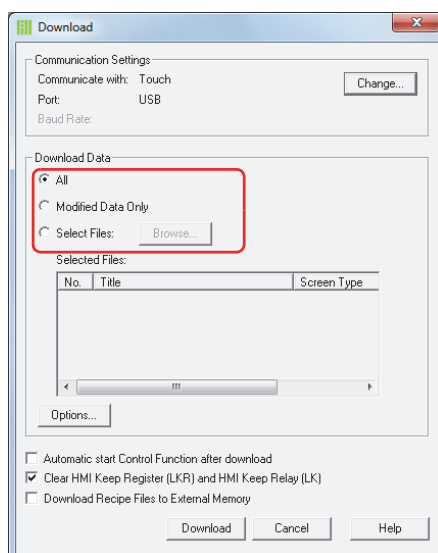 Download
Communication Settings
Communicate with: Touch
Change...
Port: USB
Baud Rate:
Download Data
All
Modified Data Only
Select Files: Browse...
Selected Files:
No. Title Screen Type
Options...
Automatic start Control Function after download
Clear HMI Keep Register (LKR) and HMI Keep Relay (LK)
Download Recipe Files to External Memory
Download Cancel Help